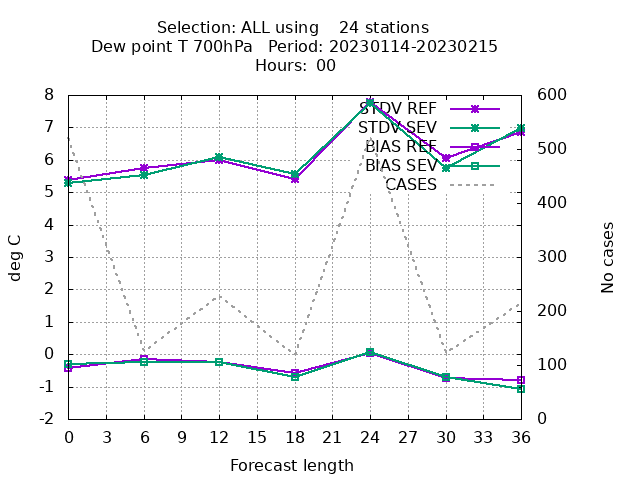 Selection: ALL using    24 stations
Dew point T 700hPa   Period: 20230114-20230215
Hours:  00
8
7
6
5
4
3
2
1
0
-1
-2
deg C
600
500
400
300
200
100
0
No cases
STDV REF
STDV SEV
BIAS REF
BIAS SEV
CASES
0 3 6 9 12 15 18 21 24 27 30 33 36
Forecast length